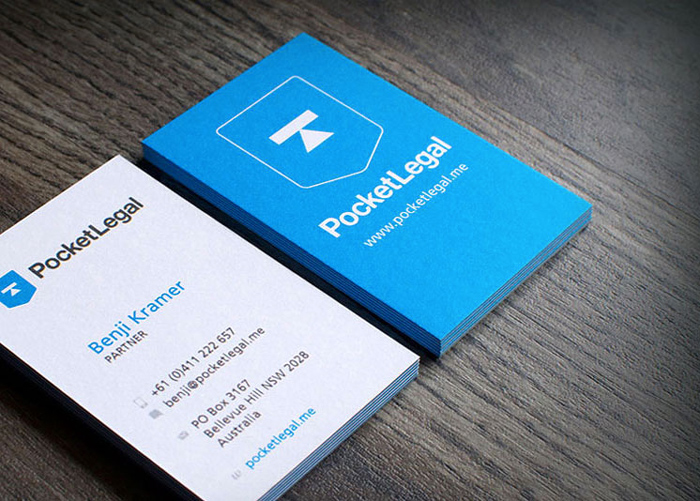 PocketLegal
Benji Kramer
PARTNER
+61 (0)411 222 657
benji@pocketlegal.me
PO Box 3167
Bellevue Hill NSW 2028
Australia
pocketlegal.me
PocketLegal
www.pocketlegal.me